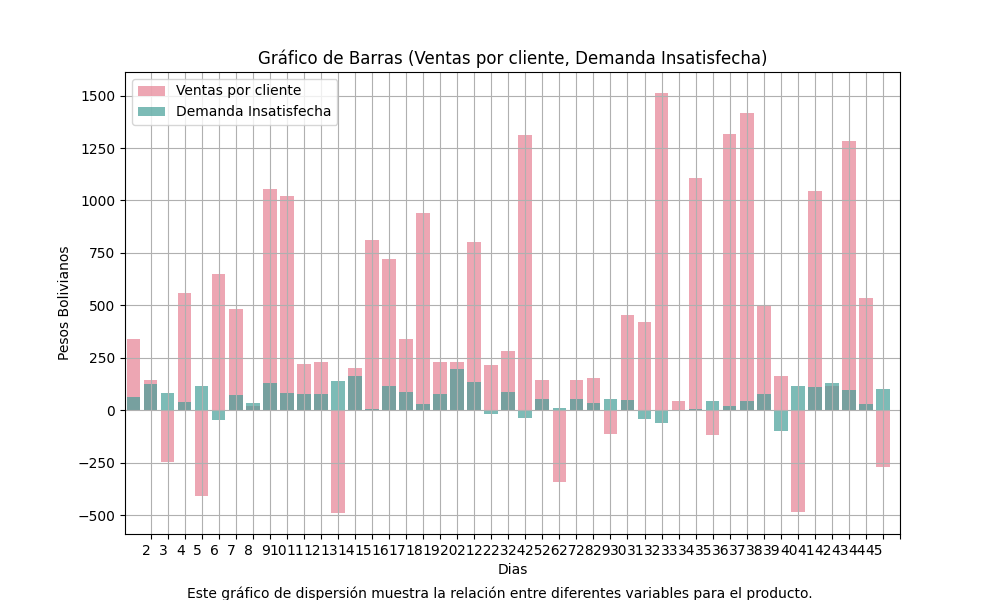 Gráfico de Barras (Ventas por cliente, Demanda Insatisfecha)
Ventas por cliente
Demanda Insatisfecha
1500
1250
1000
750
500
250
0
−250
−500
Pesos Bolivianos
2 3 4 5 6 7 8 9 10 11 12 13 14 15 16 17 18 19 20 21 22 23 24 25 26 27 28 29 30 31 32 33 34 35 36 37 38 39 40 41 42 43 44 45
Dias
Este gráfico de dispersión muestra la relación entre diferentes variables para el producto.